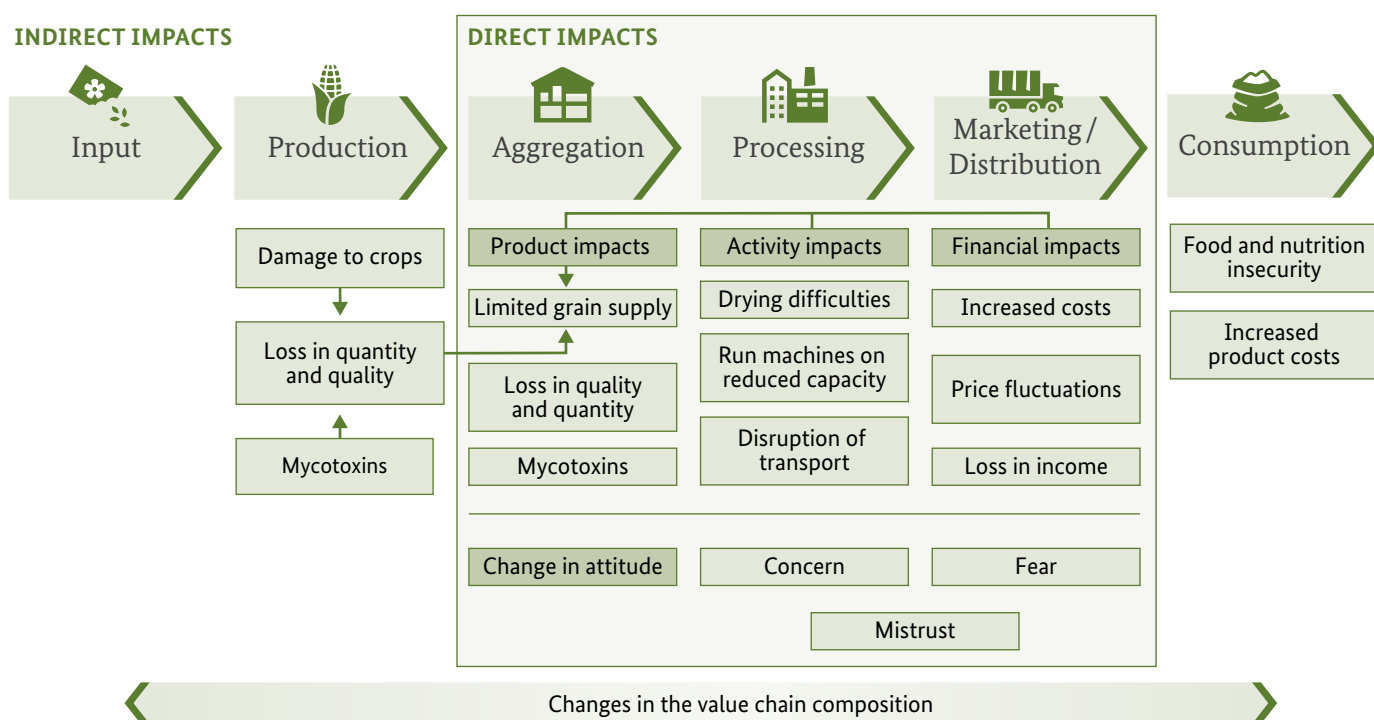 INDIRECT IMPACTS
DIRECT IMPACTS
Input
Production
Aggregation
Processing
Marketing /
Distribution
Consumption
Damage to crops
Loss in quantity
and quality
Mycotoxins
Product impacts
Limited grain supply
Loss in quality
and quantity
Mycotoxins
Activity impacts
Drying difficulties
Run machines on
reduced capacity
Disruption of
transport
Financial impacts
Increased costs
Price fluctuations
Loss in income
Food and nutrition
insecurity
Increased
product costs
Change in attitude
Concern
Fear
Mistrust
Changes in the value chain composition